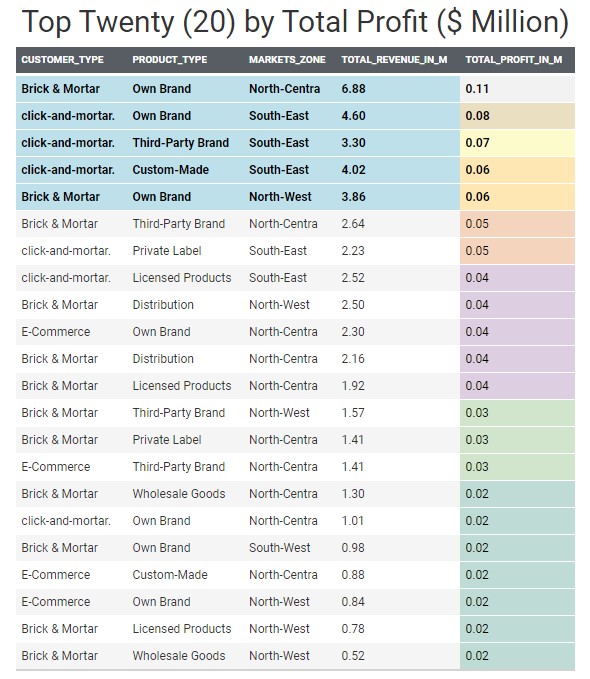 Top Twenty (20) by Total Profit ($ Million)
CUSTOMER_TYPE PRODUCT_TYPE MARKETS_ZONE TOTAL_REVENUE_IN_M TOTAL_PROFIT_IN_M
Brick & Mortar Own Brand North-Centra 6.88 0.11
click-and-mortar. Own Brand South-East 4.60 0.08
click-and-mortar. Third-Party Brand South-East 3.30 0.07
click-and-mortar. Custom-Made South-East 4.02 0.06
Brick & Mortar Own Brand North-West 3.86 0.06
Brick & Mortar Third-Party Brand North-Centra 2.64 0.05
click-and-mortar. Private Label South-East 2.23 0.05
click-and-mortar. Licensed Products South-East 2.52 0.04
Brick & Mortar Distribution North-West 2.50 0.04
E-Commerce Own Brand North-Centra 2.30 0.04
Brick & Mortar Distribution North-Centra 2.16 0.04
Brick & Mortar Licensed Products North-Centra 1.92 0.04
Brick & Mortar Third-Party Brand North-West 1.57 0.03
Brick & Mortar Private Label North-Centra 1.41 0.03
E-Commerce Third-Party Brand North-Centra 1.41 0.03
Brick & Mortar Wholesale Goods North-Centra 1.30 0.02
click-and-mortar. Own Brand North-Centra 1.01 0.02
Brick & Mortar Own Brand South-West 0.98 0.02
E-Commerce Custom-Made North-Centra 0.88 0.02
E-Commerce Own Brand North-West 0.84 0.02
Brick & Mortar Licensed Products North-West 0.78 0.02
Brick & Mortar Wholesale Goods North-West 0.52 0.02